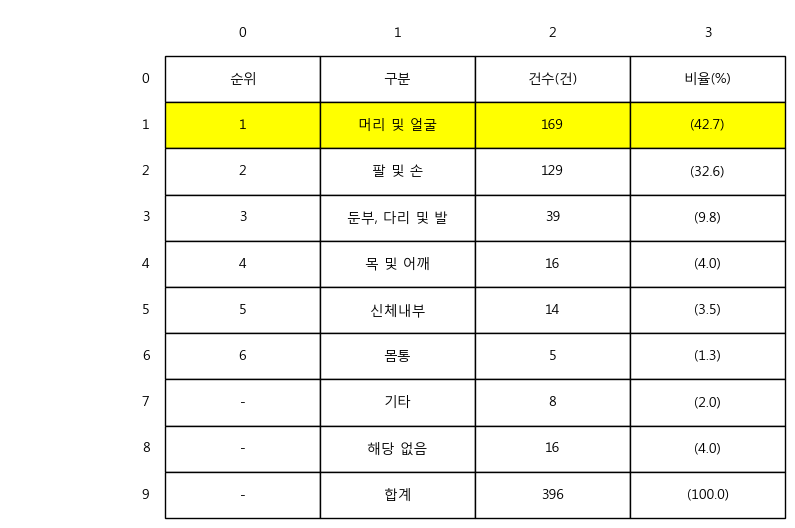 0 1 2 3
0 순위 구분 건수(건) 비율(%)
1 1 머리 및 얼굴 169 (42.7)
2 2 팔 및 손 129 (32.6)
3 3 둔부, 다리 및 발 39 (9.8)
4 4 목 및 어깨 16 (4.0)
5 5 신체내부 14 (3.5)
6 6 몸통 5 (1.3)
7 - 기타 8 (2.0)
8 - 해당 없음 16 (4.0)
9 - 합계 396 (100.0)